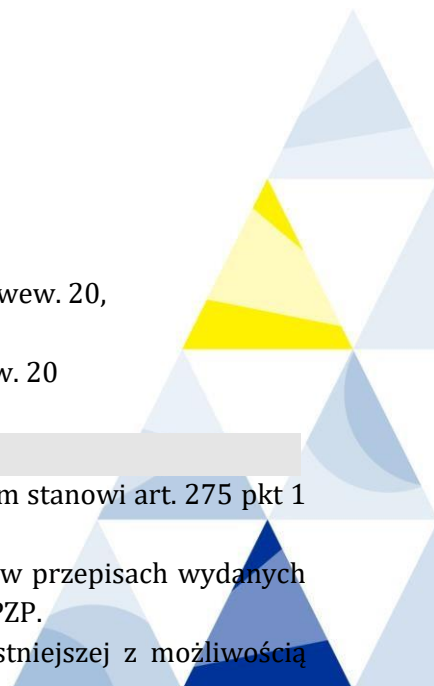 wew. 20,
w. 20
m stanowi art. 275 pkt 1
w przepisach wydanych
PZP.
stniejszej z możliwością